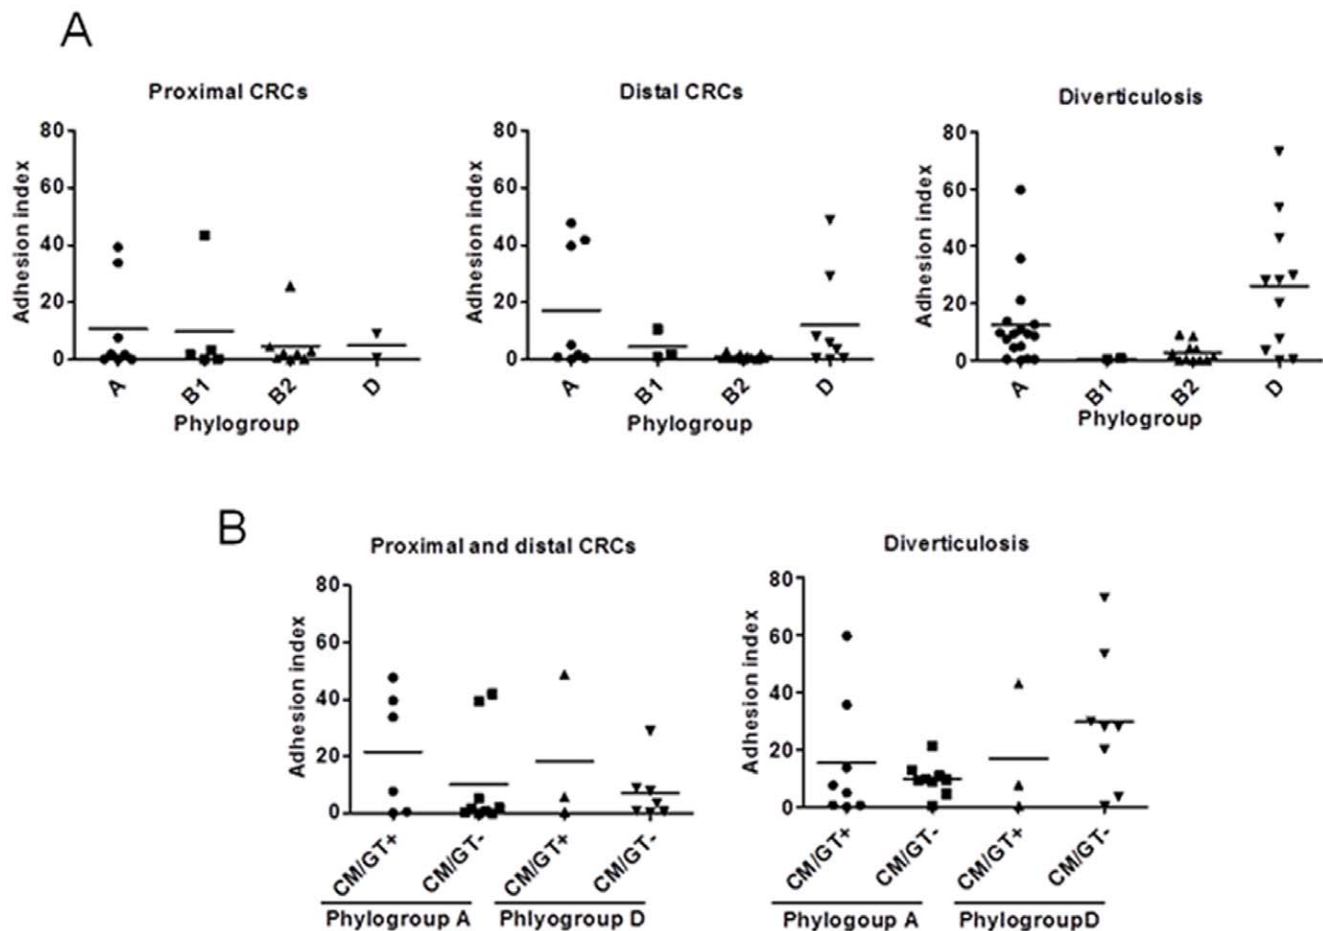 A
Proximal CRCs
Adhesion index
80
60
40
20
0
A B1 B2 D
Phylogroup
Distal CRCs
Adhesion index
80
60
40
20
0
A B1 B2 D
Phylogroup
Diverticulosis
Adhesion index
80
60
40
20
0
A B1 B2 D
Phylogroup
B
Proximal and distal CRCs
Adhesion index
80
60
40
20
0
CM/GT+ CM/GT- CM/GT+ CM/GT-
Phylogroup A Phlyogroup D
Diverticulosis
Adhesion index
80
60
40
20
0
CM/GT+ CM/GT- CM/GT+ CM/GT-
Phylogoup A PhylogroupD